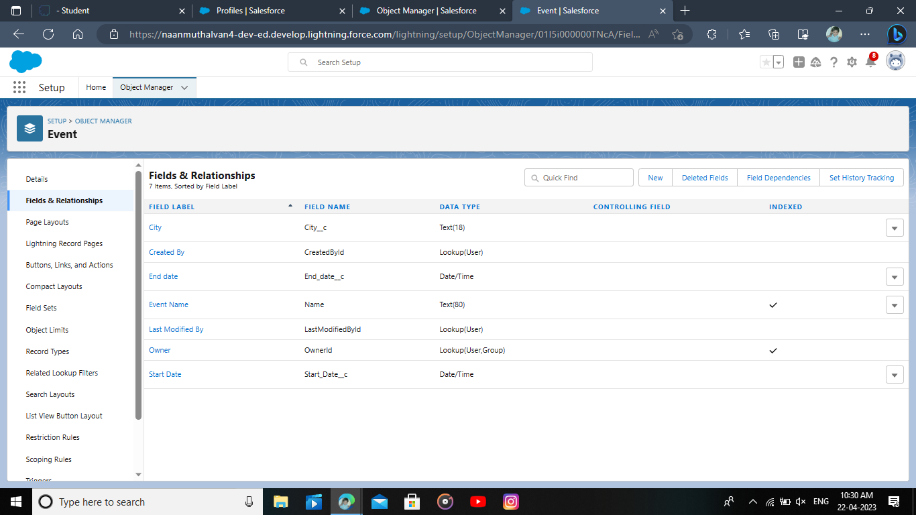 - Student
Profiles | Salesforce
Object Manager | Salesforce
Event | Salesforce
https://naanmuthalvan4-dev-ed.develop.lightning.force.com/lightning/setup/ObjectManager/01I5i000000TNcA/Fiel...
Search Setup
8
Setup
Home
Object Manager
SETUP > OBJECT MANAGER
Event
Details
Fields & Relationships
Page Layouts
Lightning Record Pages
Buttons, Links, and Actions
Compact Layouts
Field Sets
Object Limits
Record Types
Related Lookup Filters
Search Layouts
List View Button Layout
Restriction Rules
Scoping Rules
Triggers
Fields & Relationships
7 Items, Sorted by Field Label
Quick Find
New
Deleted Fields
Field Dependencies
Set History Tracking
FIELD LABEL FIELD NAME DATA TYPE CONTROLLING FIELD INDEXED
City City__c Text(18)
Created By CreatedById Lookup(User)
End date End_date__c Date/Time
Event Name Name Text(80)
Last Modified By LastModifiedById Lookup(User)
Owner OwnerId Lookup(User,Group)
Start Date Start_Date__c Date/Time
Type here to search
ENG
10:30 AM
22-04-2023